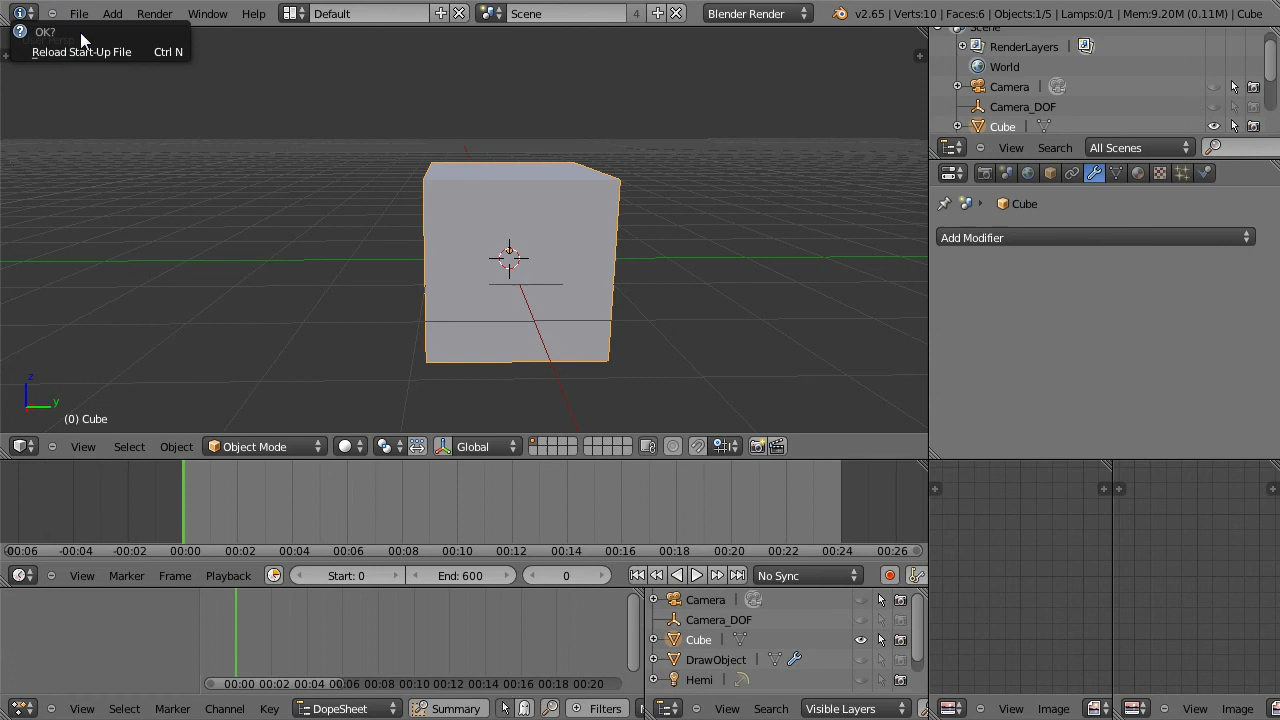 File Add Render Window Help Default Scene 4 Blender Render v2.65 | Verts:10 | Faces:6 | Objects:1/5 | Lamps:0/1 | Mem:9.20M (0.11M) | Cube
OK?
Reload Start-Up File Ctrl N
Scene
RenderLayers
World
Camera
Camera_DOF
Cube
View Search All Scenes
Cube
Add Modifier
z
y
(0) Cube
View Select Object Object Mode Global
-00:06 -00:04 -00:02 00:00 00:02 00:04 00:06 00:08 00:10 00:12 00:14 00:16 00:18 00:20 00:22 00:24 00:26
View Marker Frame Playback Start: 0 End: 600 0 No Sync
Camera
Camera_DOF
Cube
DrawObject
Hemi
00:00 00:02 00:04 00:06 00:08 00:10 00:12 00:14 00:16 00:18 00:20
View Select Marker Channel Key DopeSheet Summary Filters
View Search Visible Layers
View Image
View Image